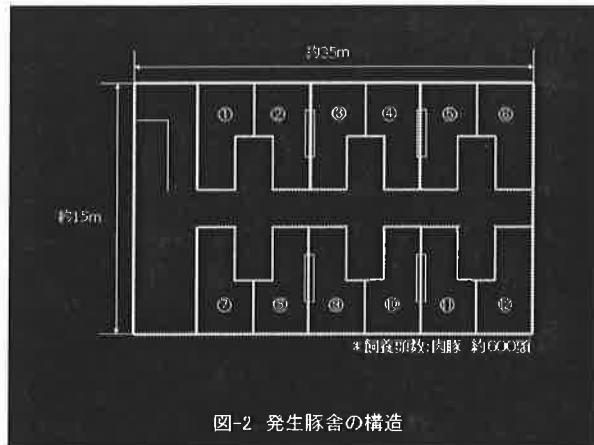 約35m
① ② ③ ④ ⑤ ⑥
約15m
⑦ ⑧ ⑨ ⑩ ⑪ ⑫
*飼養頭数:肉豚 約600頭
図-2 発生豚舎の構造